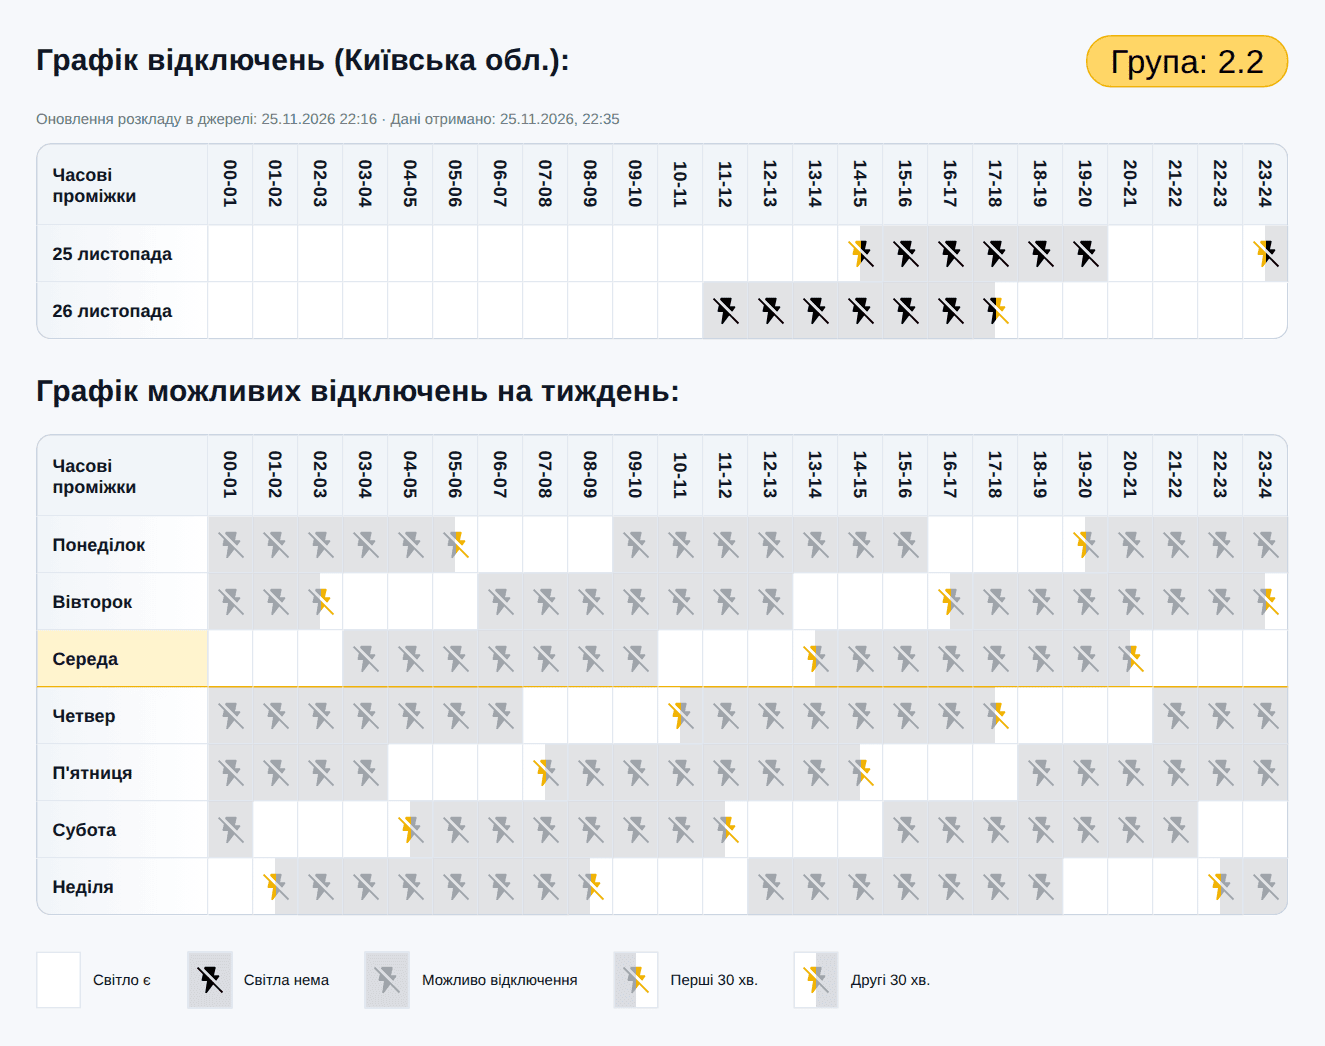 Графік відключень (Київська обл.):
Група: 2.2
Оновлення розкладу в джерелі: 25.11.2026 22:16 · Дані отримано: 25.11.2026, 22:35
Часові проміжки 00-01 01-02 02-03 03-04 04-05 05-06 06-07 07-08 08-09 09-10 10-11 11-12 12-13 13-14 14-15 15-16 16-17 17-18 18-19 19-20 20-21 21-22 22-23 23-24
25 листопада
26 листопада
Графік можливих відключень на тиждень:
Часові проміжки 00-01 01-02 02-03 03-04 04-05 05-06 06-07 07-08 08-09 09-10 10-11 11-12 12-13 13-14 14-15 15-16 16-17 17-18 18-19 19-20 20-21 21-22 22-23 23-24
Понеділок
Вівторок
Середа
Четвер
П'ятниця
Субота
Неділя
Світло є Світла нема Можливо відключення Перші 30 хв. Другі 30 хв.